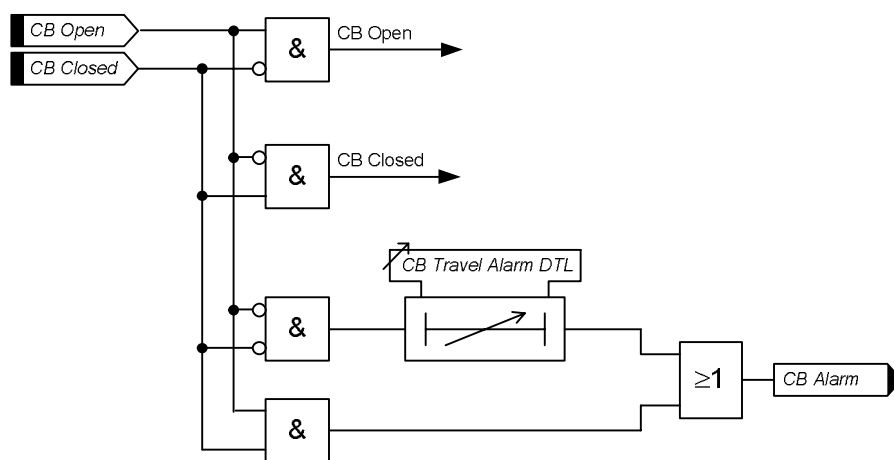 CB Open
CB Open
&
CB Closed
CB Closed
&
CB Travel Alarm DTL
&
≥1
CB Alarm
&